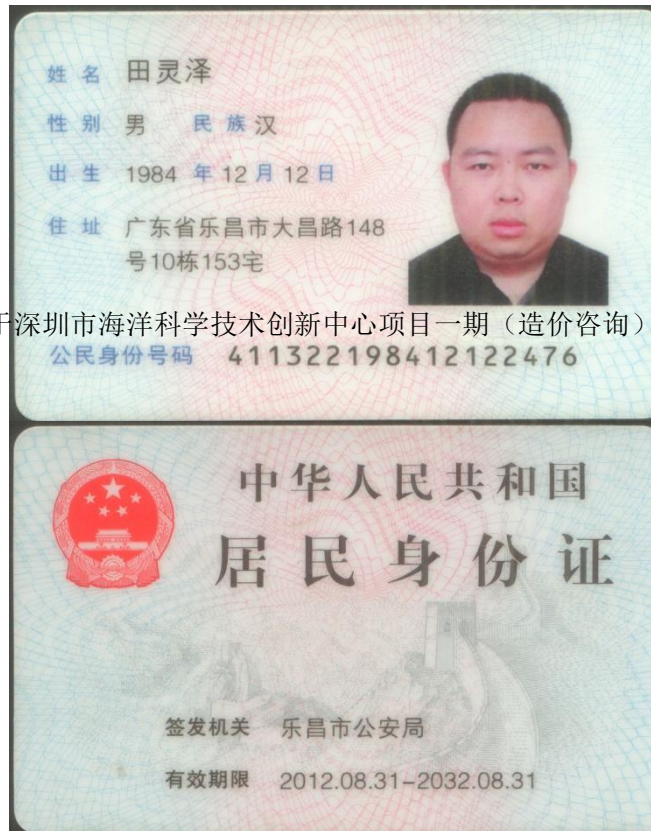 姓名 田灵泽
性别 男 民族 汉
出生 1984 年 12 月 12 日
住址 广东省乐昌市大昌路148
号10栋153宅
深圳市海洋科学技术创新中心项目一期（造价咨询）
公民身份号码 411322198412122476
中华人民共和国
居民身份证
签发机关 乐昌市公安局
有效期限 2012.08.31-2032.08.31